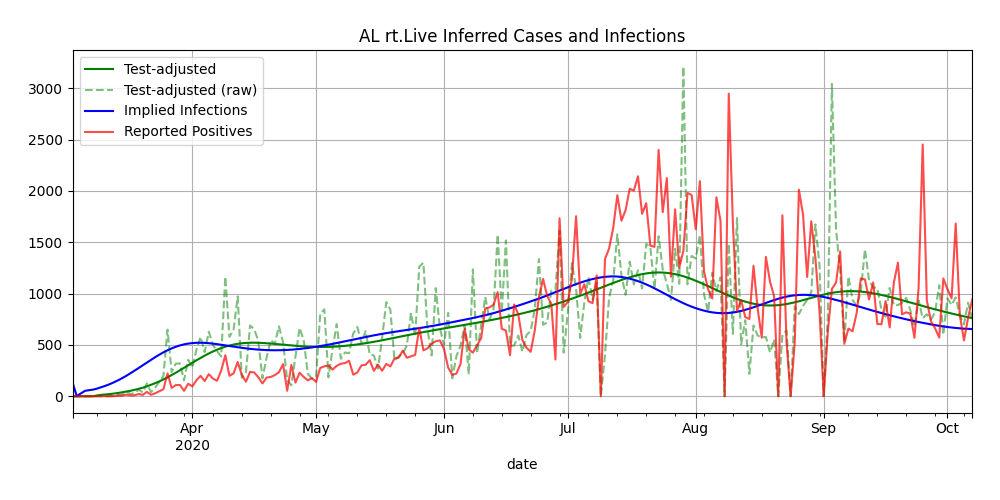 AL rt.Live Inferred Cases and Infections
Test-adjusted
Test-adjusted (raw)
Implied Infections
Reported Positives
3000
2500
2000
1500
1000
500
0
Apr May Jun Jul Aug Sep Oct
2020
date